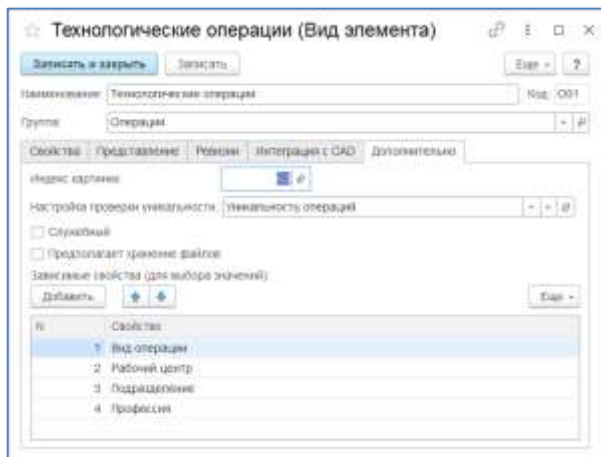 Технологические операции (Вид элемента)
Записать и закрыть Записать Еще ?
Наименование: Технологические операции Код: О01
Группа: Операции
Свойства Представление Ревизии Интеграция с CAD Дополнительно
Индекс картинки:
Настройка проверки уникальности: Уникальность операций
Служебный
Предполагает хранение файлов
Зависимые свойства (для выбора значений):
Добавить Еще
N Свойство
1 Вид операции
2 Рабочий центр
3 Подразделение
4 Профессия